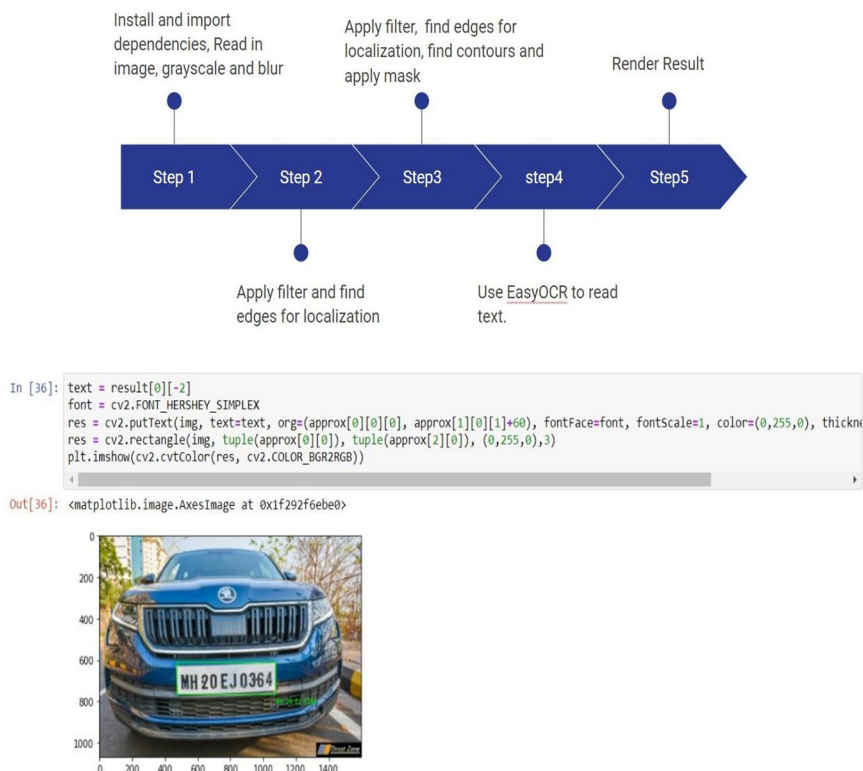 Install and import
dependencies, Read in
image, grayscale and blur
Apply filter, find edges for
localization, find contours and
apply mask
Render Result
Step 1
Step 2
Step3
step4
Step5
Apply filter and find
edges for localization
Use EasyOCR to read
text.
In [36]:
text = result[0][-2]
font = cv2.FONT_HERSHEY_SIMPLEX
res = cv2.putText(img, text=text, org=(approx[0][0][0], approx[1][0][1]+60), fontFace=font, fontScale=1, color=(0,255,0), thickne
res = cv2.rectangle(img, tuple(approx[0][0]), tuple(approx[2][0]), (0,255,0),3)
plt.imshow(cv2.cvtColor(res, cv2.COLOR_BGR2RGB))
Out[36]: <matplotlib.image.AxesImage at 0x1f292f6ebe0>
0
200
400
600
800
1000
MH 20 EJ 0364
Thrust Zone
0 200 400 600 800 1000 1200 1400